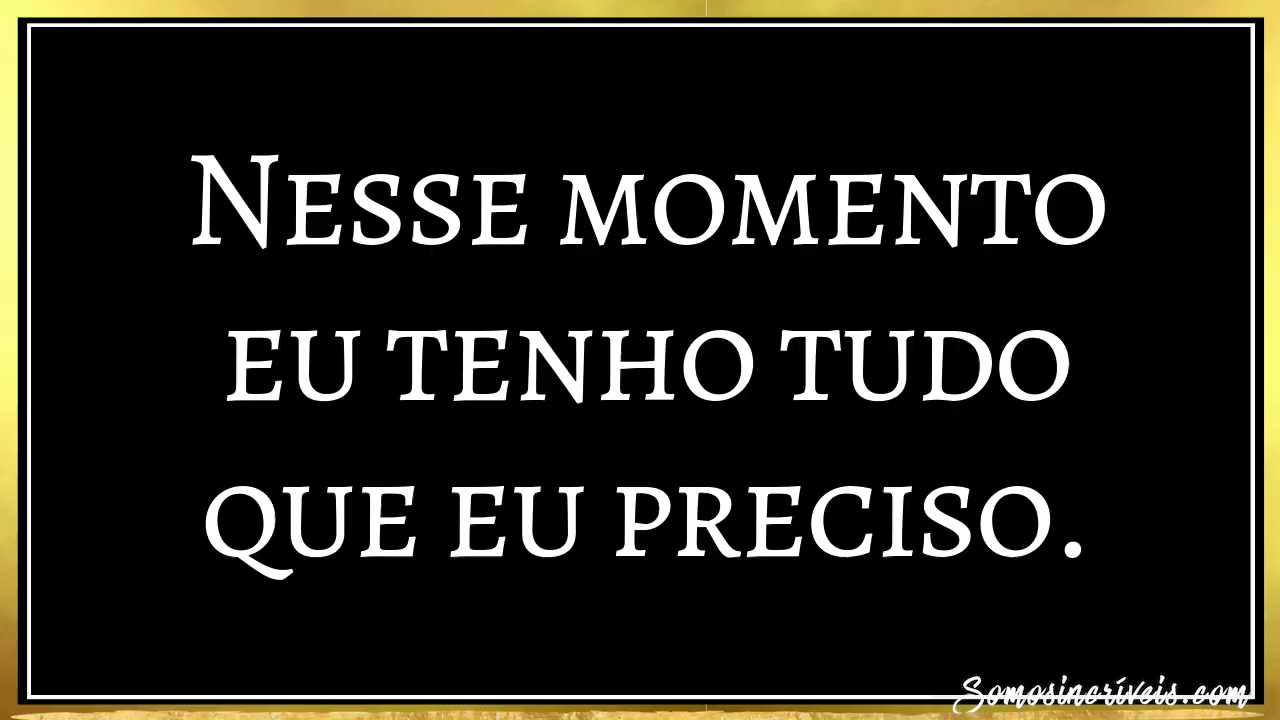 Nesse momento
eu tenho tudo
que eu preciso.
Somosincríveis.com